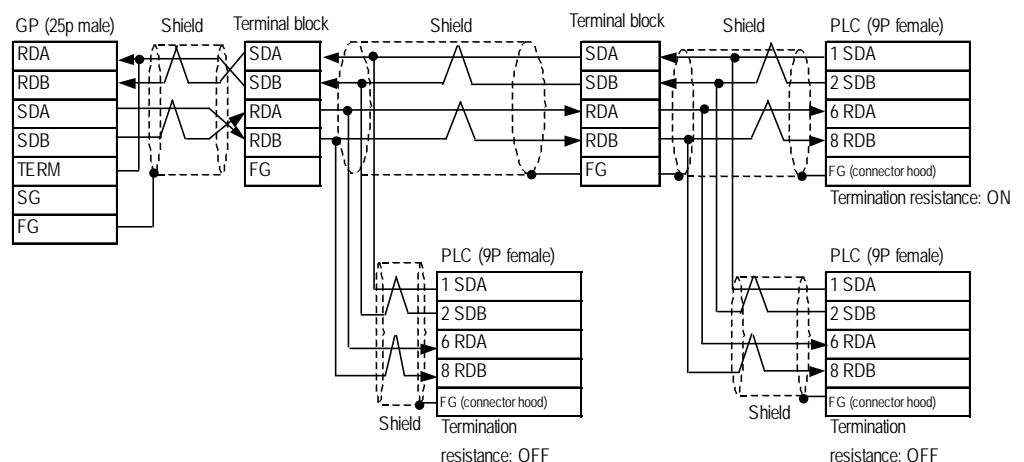 GP (25p male)
Shield
Terminal block
Shield
Terminal block
Shield
PLC (9P female)
RDA
RDB
SDA
SDB
TERM
SG
FG
SDA
SDB
RDA
RDB
FG
SDA
SDB
RDA
RDB
FG
1 SDA
2 SDB
6 RDA
8 RDB
FG (connector hood)
Termination resistance: ON
PLC (9P female)
1 SDA
2 SDB
6 RDA
8 RDB
FG (connector hood)
Shield
Termination
resistance: OFF
PLC (9P female)
1 SDA
2 SDB
6 RDA
8 RDB
FG (connector hood)
Shield
Termination
resistance: OFF